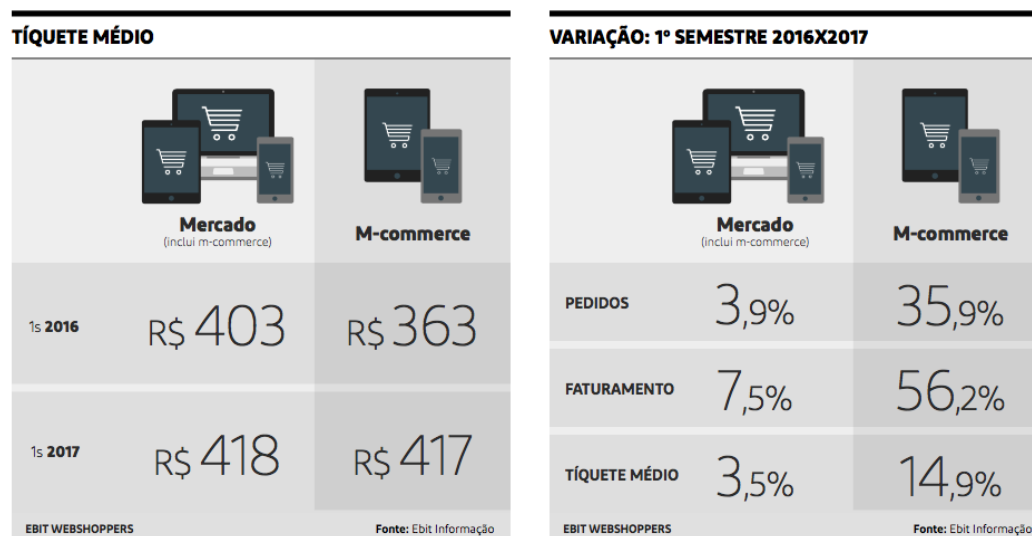 TÍQUETE MÉDIO
Mercado
(inclui m-commerce)
M-commerce
1s 2016
R$ 403
R$ 363
1s 2017
R$ 418
R$ 417
EBIT WEBSHOPPERS
Fonte: Ebit Informação
VARIAÇÃO: 1º SEMESTRE 2016X2017
Mercado
(inclui m-commerce)
M-commerce
PEDIDOS
3,9%
35,9%
FATURAMENTO
7,5%
56,2%
TÍQUETE MÉDIO
3,5%
14,9%
EBIT WEBSHOPPERS
Fonte: Ebit Informação